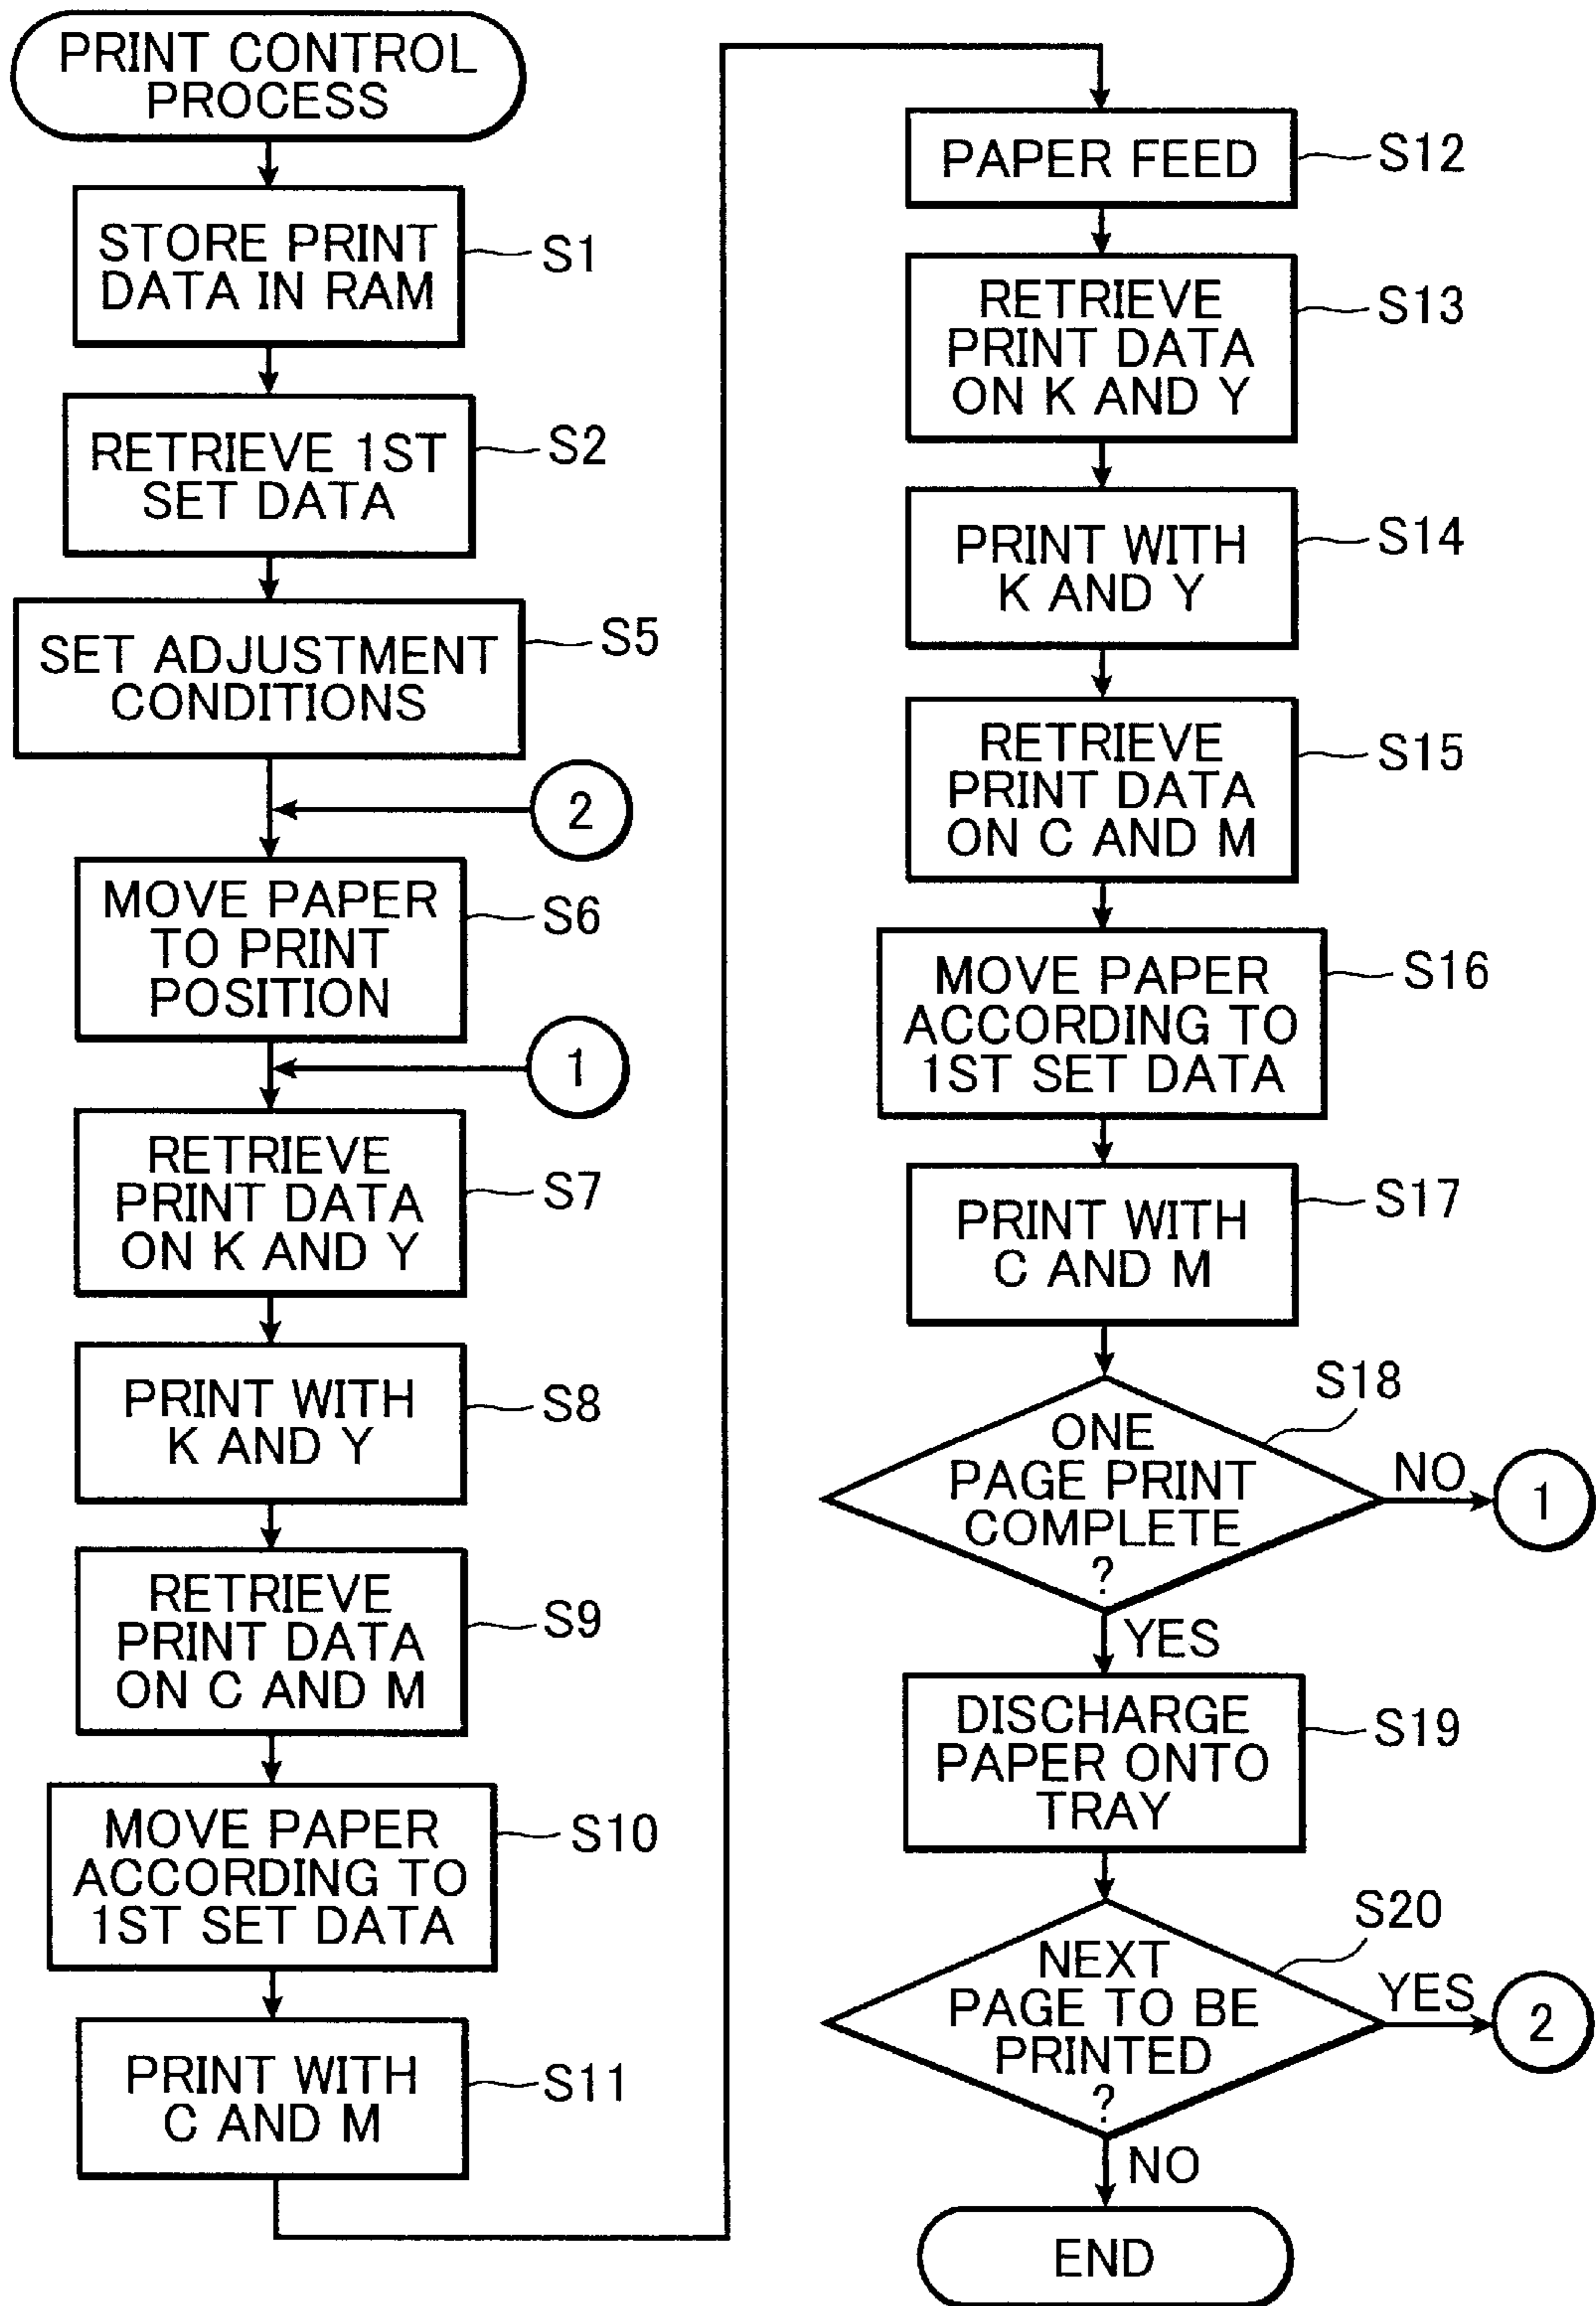 PRINT CONTROL
PROCESS
STORE PRINT
DATA IN RAM
S1
RETRIEVE 1ST
SET DATA
S2
SET ADJUSTMENT
CONDITIONS
S5
2
MOVE PAPER
TO PRINT
POSITION
S6
1
RETRIEVE
PRINT DATA
ON K AND Y
S7
PRINT WITH
K AND Y
S8
RETRIEVE
PRINT DATA
ON C AND M
S9
MOVE PAPER
ACCORDING TO
1ST SET DATA
S10
PRINT WITH
C AND M
S11
PAPER FEED
S12
RETRIEVE
PRINT DATA
ON K AND Y
S13
PRINT WITH
K AND Y
S14
RETRIEVE
PRINT DATA
ON C AND M
S15
MOVE PAPER
ACCORDING TO
1ST SET DATA
S16
PRINT WITH
C AND M
S17
ONE
PAGE PRINT
COMPLETE
?
S18
NO
1
YES
DISCHARGE
PAPER ONTO
TRAY
S19
NEXT
PAGE TO BE
PRINTED
?
S20
YES
2
NO
END